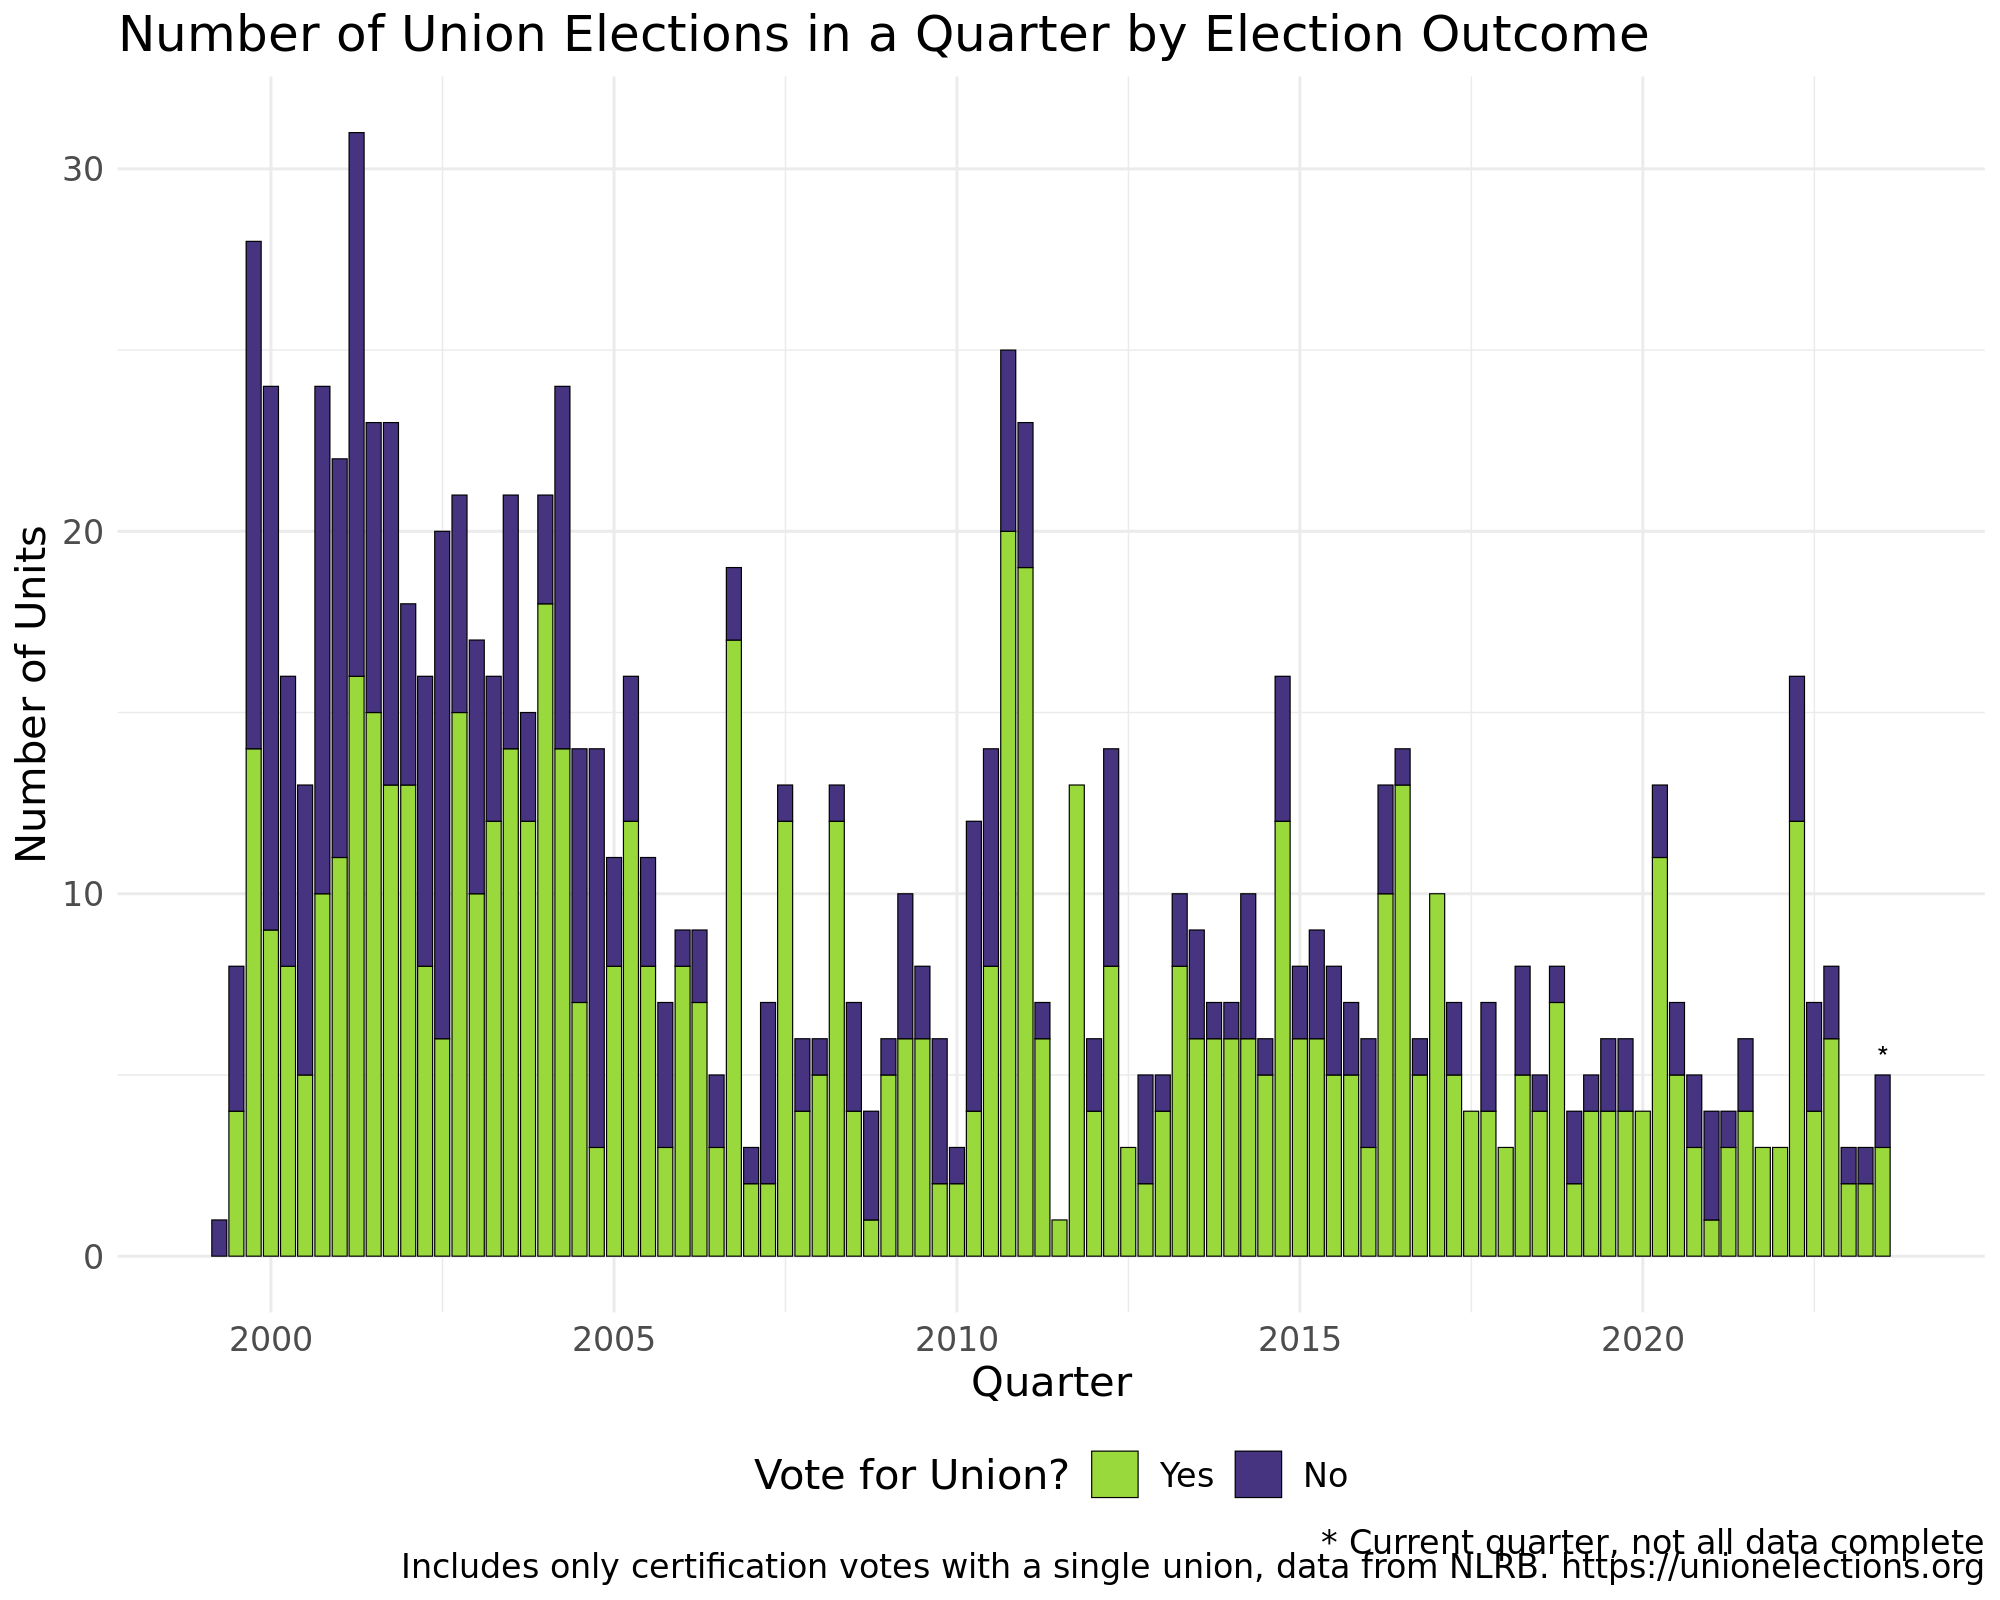 Number of Union Elections in a Quarter by Election Outcome
Number of Units
30
20
10
0
*
2000 2005 2010 2015 2020
Quarter
Vote for Union? Yes No
* Current quarter, not all data complete
Includes only certification votes with a single union, data from NLRB. https://unionelections.org